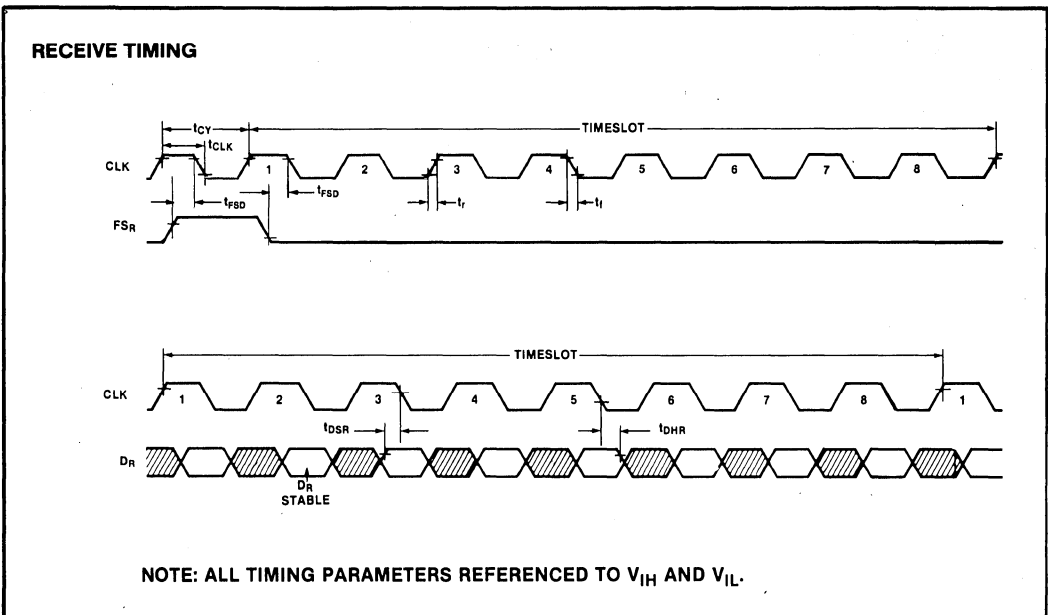 RECEIVE TIMING
tCY
TIMESLOT
tCLK
CLK
1 2 3 4 5 6 7 8
tFSD
tFSD
tr
tf
FSR
TIMESLOT
CLK
1 2 3 4 5 6 7 8 1
tDSR
tDHR
DR
DR
STABLE
NOTE: ALL TIMING PARAMETERS REFERENCED TO VIH AND VIL.